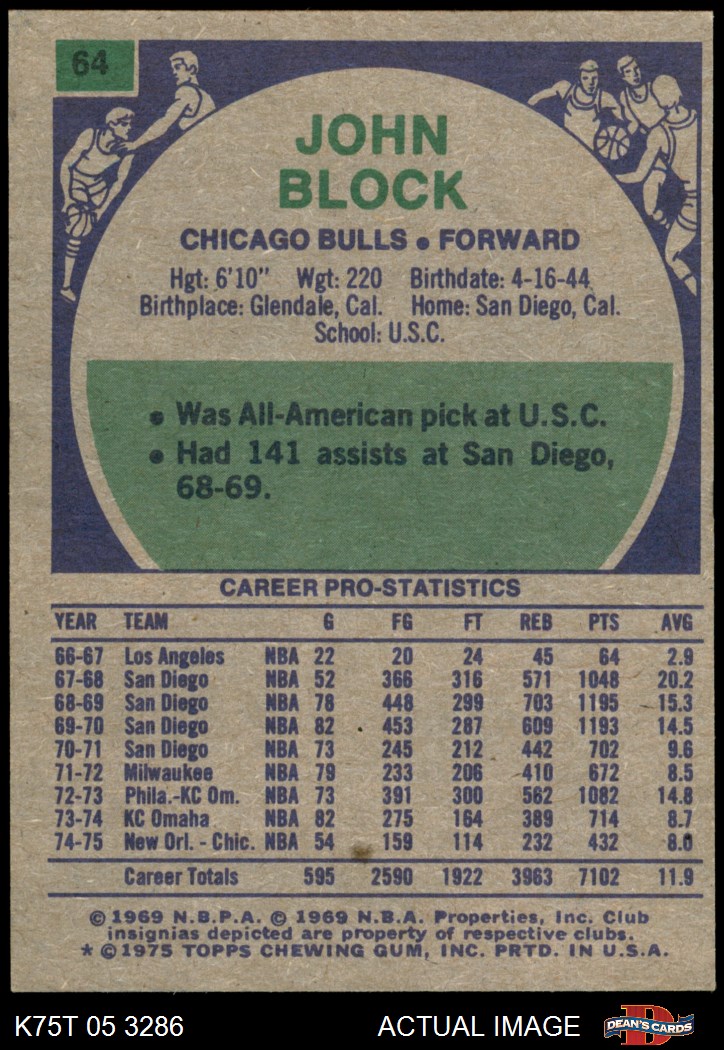 64
JOHN
BLOCK
CHICAGO BULLS • FORWARD
Hgt: 6'10" Wgt: 220 Birthdate: 4-16-44
Birthplace: Glendale, Cal. Home: San Diego, Cal.
School: U.S.C.
• Was All-American pick at U.S.C.
• Had 141 assists at San Diego,
68-69.
CAREER PRO-STATISTICS
YEAR TEAM G FG FT REB PTS AVG
66-67 Los Angeles NBA 22 20 24 45 64 2.9
67-68 San Diego NBA 52 366 316 571 1048 20.2
68-69 San Diego NBA 78 448 299 703 1195 15.3
69-70 San Diego NBA 82 453 287 609 1193 14.5
70-71 San Diego NBA 73 245 212 442 702 9.6
71-72 Milwaukee NBA 79 233 206 410 672 8.5
72-73 Phila.-KC Om. NBA 73 391 300 562 1082 14.8
73-74 KC Omaha NBA 82 275 164 389 714 8.7
74-75 New Orl. - Chic. NBA 54 159 114 232 432 8.0
Career Totals 595 2590 1922 3963 7102 11.9
© 1969 N.B.P.A. © 1969 N.B.A. Properties, Inc. Club
insignias depicted are property of respective clubs.
* © 1975 TOPPS CHEWING GUM, INC. PRTD. IN U.S.A.
K75T 05 3286 ACTUAL IMAGE D DEAN'S CARDS